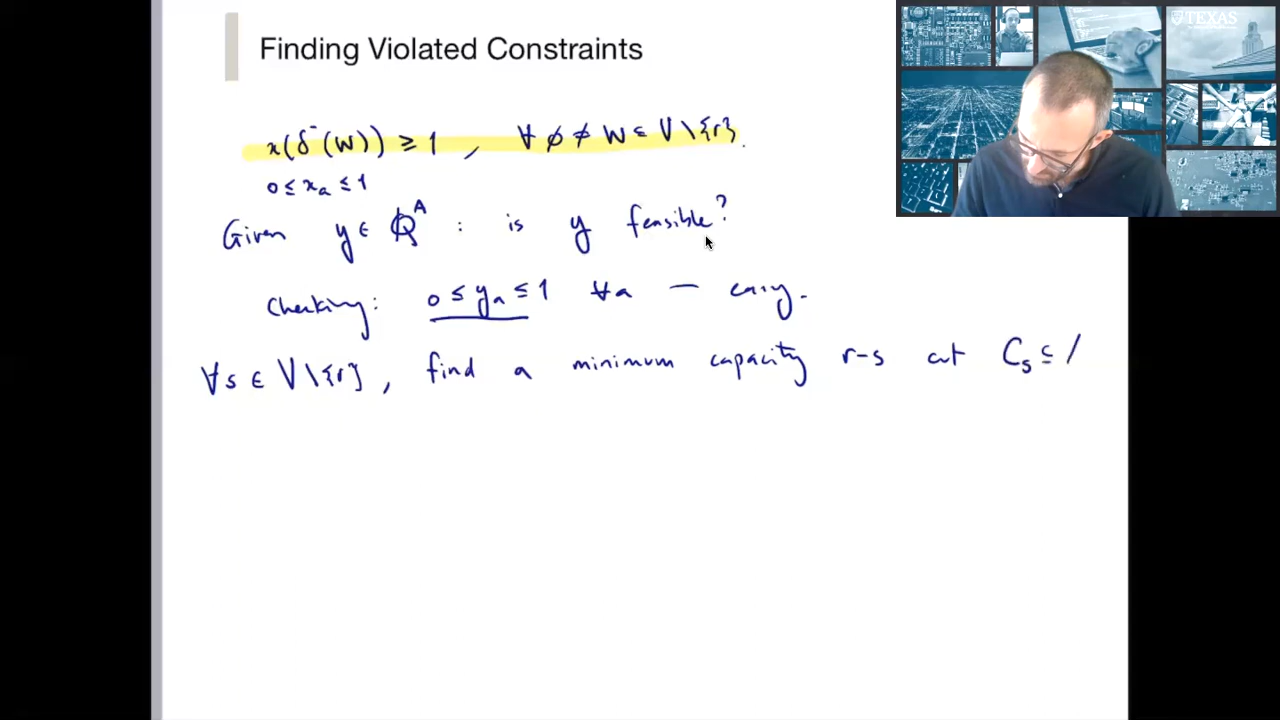 Finding Violated Constraints
TEXAS
x(δ⁻(W)) ≥ 1 , ∀ ∅ ≠ W ⊆ V \ {r}.
0 ≤ xₐ ≤ 1
Given y ∈ ℚᴬ : is y feasible?
Checking: 0 ≤ yₐ ≤ 1 ∀a — easy.
∀s ∈ V \ {r} , find a minimum capacity r-s cut Cₛ ⊆